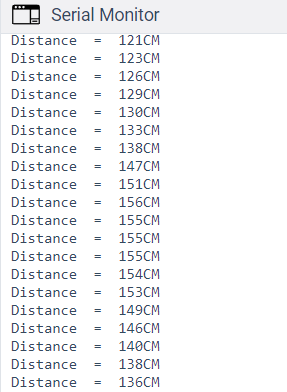 Serial Monitor
Distance  =  121CM
Distance  =  123CM
Distance  =  126CM
Distance  =  129CM
Distance  =  130CM
Distance  =  133CM
Distance  =  138CM
Distance  =  147CM
Distance  =  151CM
Distance  =  156CM
Distance  =  155CM
Distance  =  155CM
Distance  =  155CM
Distance  =  154CM
Distance  =  153CM
Distance  =  149CM
Distance  =  146CM
Distance  =  140CM
Distance  =  138CM
Distance  =  136CM